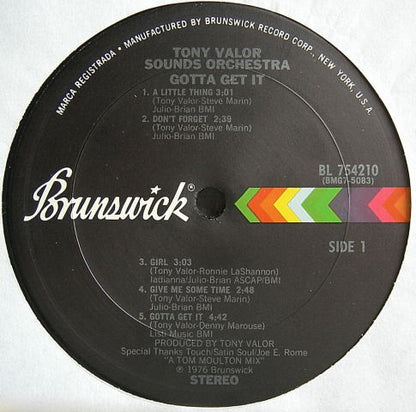 MARCA REGISTRADA • MANUFACTURED BY BRUNSWICK RECORD CORP., NEW YORK, U.S.A.
TONY VALOR
SOUNDS ORCHESTRA
GOTTA GET IT
1. A LITTLE THING 3:01
(Tony Valor-Steve Marin)
Julio-Brian BMI
2. DON'T FORGET 2:39
(Tony Valor-Steve Marin)
Julio-Brian BMI
BL 754210
(BMG7-5083)
Brunswick®
SIDE 1
3. GIRL 3:03
(Tony Valor-Ronnie LaShannon)
Iadianna/Julio-Brian ASCAP/BMI
4. GIVE ME SOME TIME 2:48
(Tony Valor-Steve Marin)
Julio-Brian BMI
5. GOTTA GET IT 4:42
(Tony Valor-Denny Marouse)
Listi Music BMI
PRODUCED BY TONY VALOR
Special Thanks Touch/Satin Soul/Joe E. Rome
"A TOM MOULTON MIX"
℗ 1976 Brunswick
STEREO